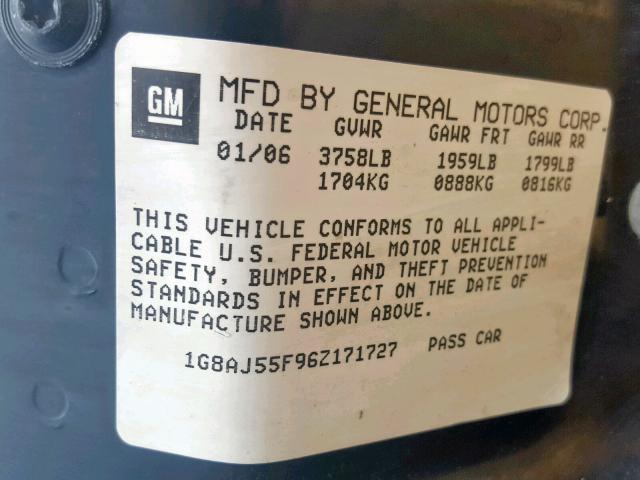 GM MFD BY GENERAL MOTORS CORP.
DATE GVWR GAWR FRT GAWR RR
01/06 3758LB 1959LB 1799LB
1704KG 0888KG 0816KG
THIS VEHICLE CONFORMS TO ALL APPLI-
CABLE U.S. FEDERAL MOTOR VEHICLE
SAFETY, BUMPER, AND THEFT PREVENTION
STANDARDS IN EFFECT ON THE DATE OF
MANUFACTURE SHOWN ABOVE.
1G8AJ55F96Z171727 PASS CAR